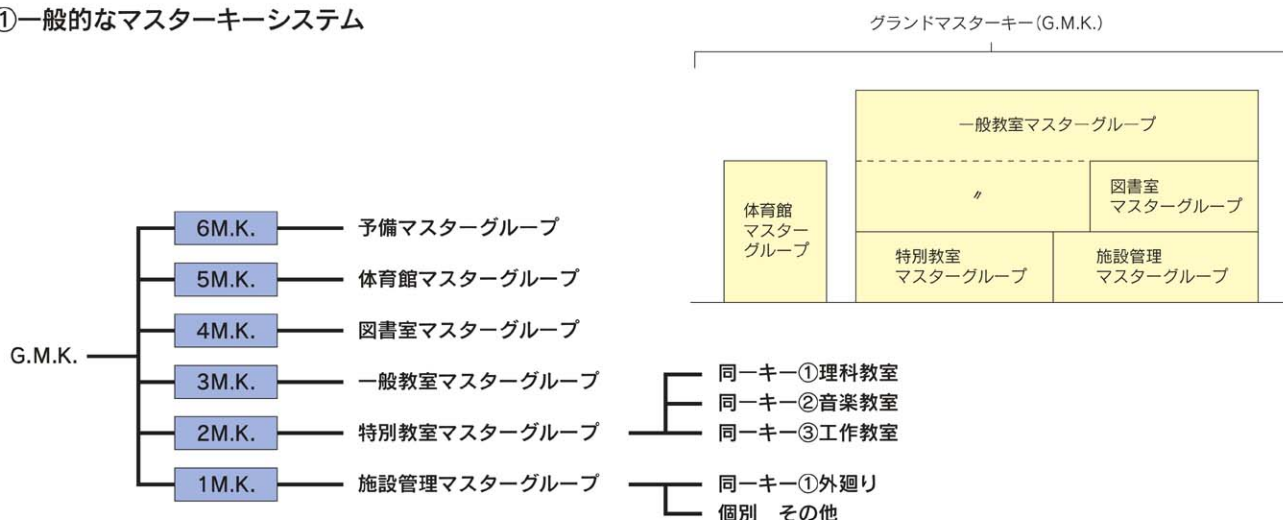 ①一般的なマスターキーシステム
グランドマスターキー(G.M.K.)
一般教室マスターグループ
〃
図書室
マスターグループ
体育館
マスター
グループ
特別教室
マスターグループ
施設管理
マスターグループ
G.M.K.
6M.K. 予備マスターグループ
5M.K. 体育館マスターグループ
4M.K. 図書室マスターグループ
3M.K. 一般教室マスターグループ
2M.K. 特別教室マスターグループ
同一キー①理科教室
同一キー②音楽教室
同一キー③工作教室
1M.K. 施設管理マスターグループ
同一キー①外廻り
個別　その他